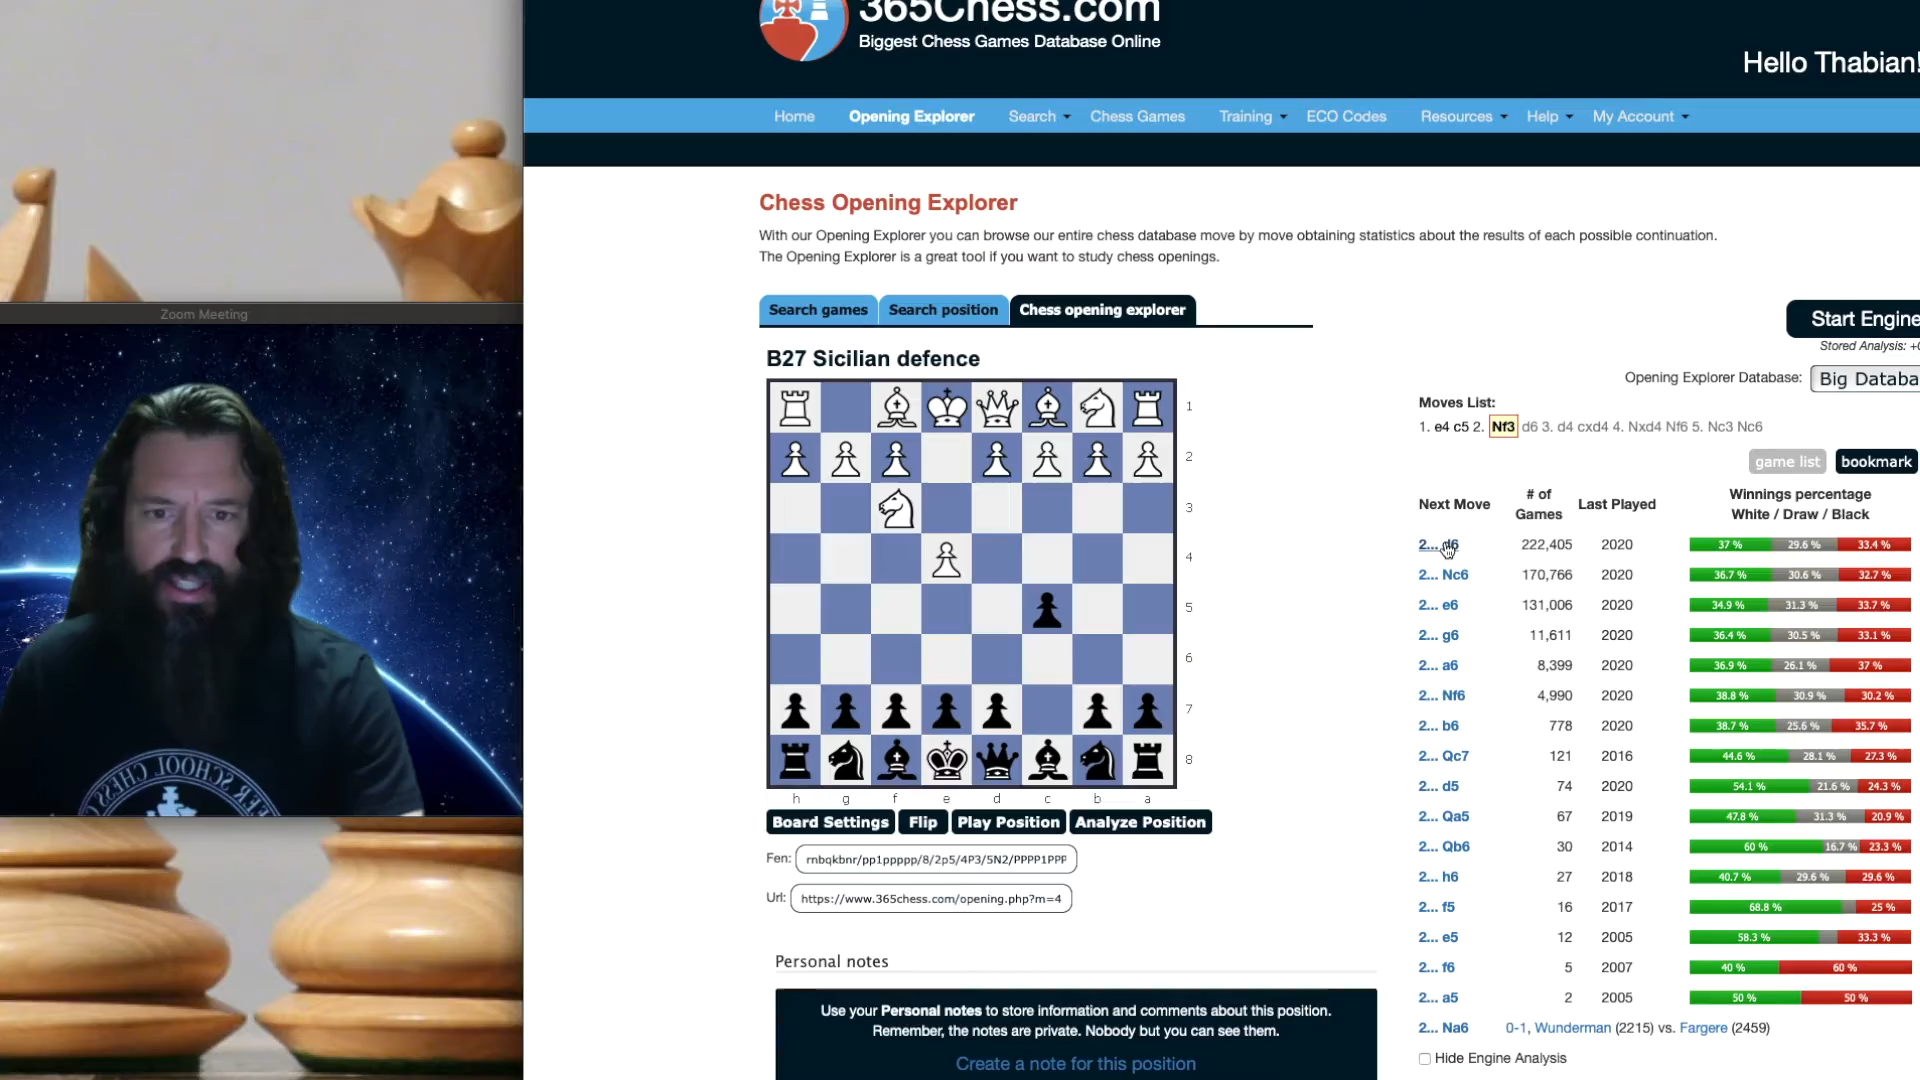 365Chess.com
Biggest Chess Games Database Online
Hello Thabian!
Home Opening Explorer Search Chess Games Training ECO Codes Resources Help My Account
Chess Opening Explorer
With our Opening Explorer you can browse our entire chess database move by move obtaining statistics about the results of each possible continuation.
The Opening Explorer is a great tool if you want to study chess openings.
Search games Search position Chess opening explorer
Zoom Meeting
Start Engine
Stored Analysis:
B27 Sicilian defence
Opening Explorer Database: Big Databa
Moves List:
1. e4 c5 2. Nf3 d6 3. d4 cxd4 4. Nxd4 Nf6 5. Nc3 Nc6
game list bookmark
Next Move # of Games Last Played Winnings percentage
White / Draw / Black
2... d6 222,405 2020 37 % 29.6 % 33.4 %
2... Nc6 170,766 2020 36.7 % 30.6 % 32.7 %
2... e6 131,006 2020 34.9 % 31.3 % 33.7 %
2... g6 11,611 2020 36.4 % 30.5 % 33.1 %
2... a6 8,399 2020 36.9 % 26.1 % 37 %
2... Nf6 4,990 2020 38.8 % 30.9 % 30.2 %
2... b6 778 2020 38.7 % 25.6 % 35.7 %
2... Qc7 121 2016 44.6 % 28.1 % 27.3 %
2... d5 74 2020 54.1 % 21.6 % 24.3 %
2... Qa5 67 2019 47.8 % 31.3 % 20.9 %
2... Qb6 30 2014 60 % 16.7 % 23.3 %
2... h6 27 2018 40.7 % 29.6 % 29.6 %
2... f5 16 2017 68.8 % 25 %
2... e5 12 2005 58.3 % 33.3 %
2... f6 5 2007 40 % 60 %
2... a5 2 2005 50 % 50 %
2... Na6 0-1, Wunderman (2215) vs. Fargere (2459)
Hide Engine Analysis
1
2
3
4
5
6
7
8
h g f e d c b a
Board Settings Flip Play Position Analyze Position
Fen: rnbqkbnr/pp1ppppp/8/2p5/4P3/5N2/PPPP1PPP
Url: https://www.365chess.com/opening.php?m=4
Personal notes
Use your Personal notes to store information and comments about this position.
Remember, the notes are private. Nobody but you can see them.
Create a note for this position